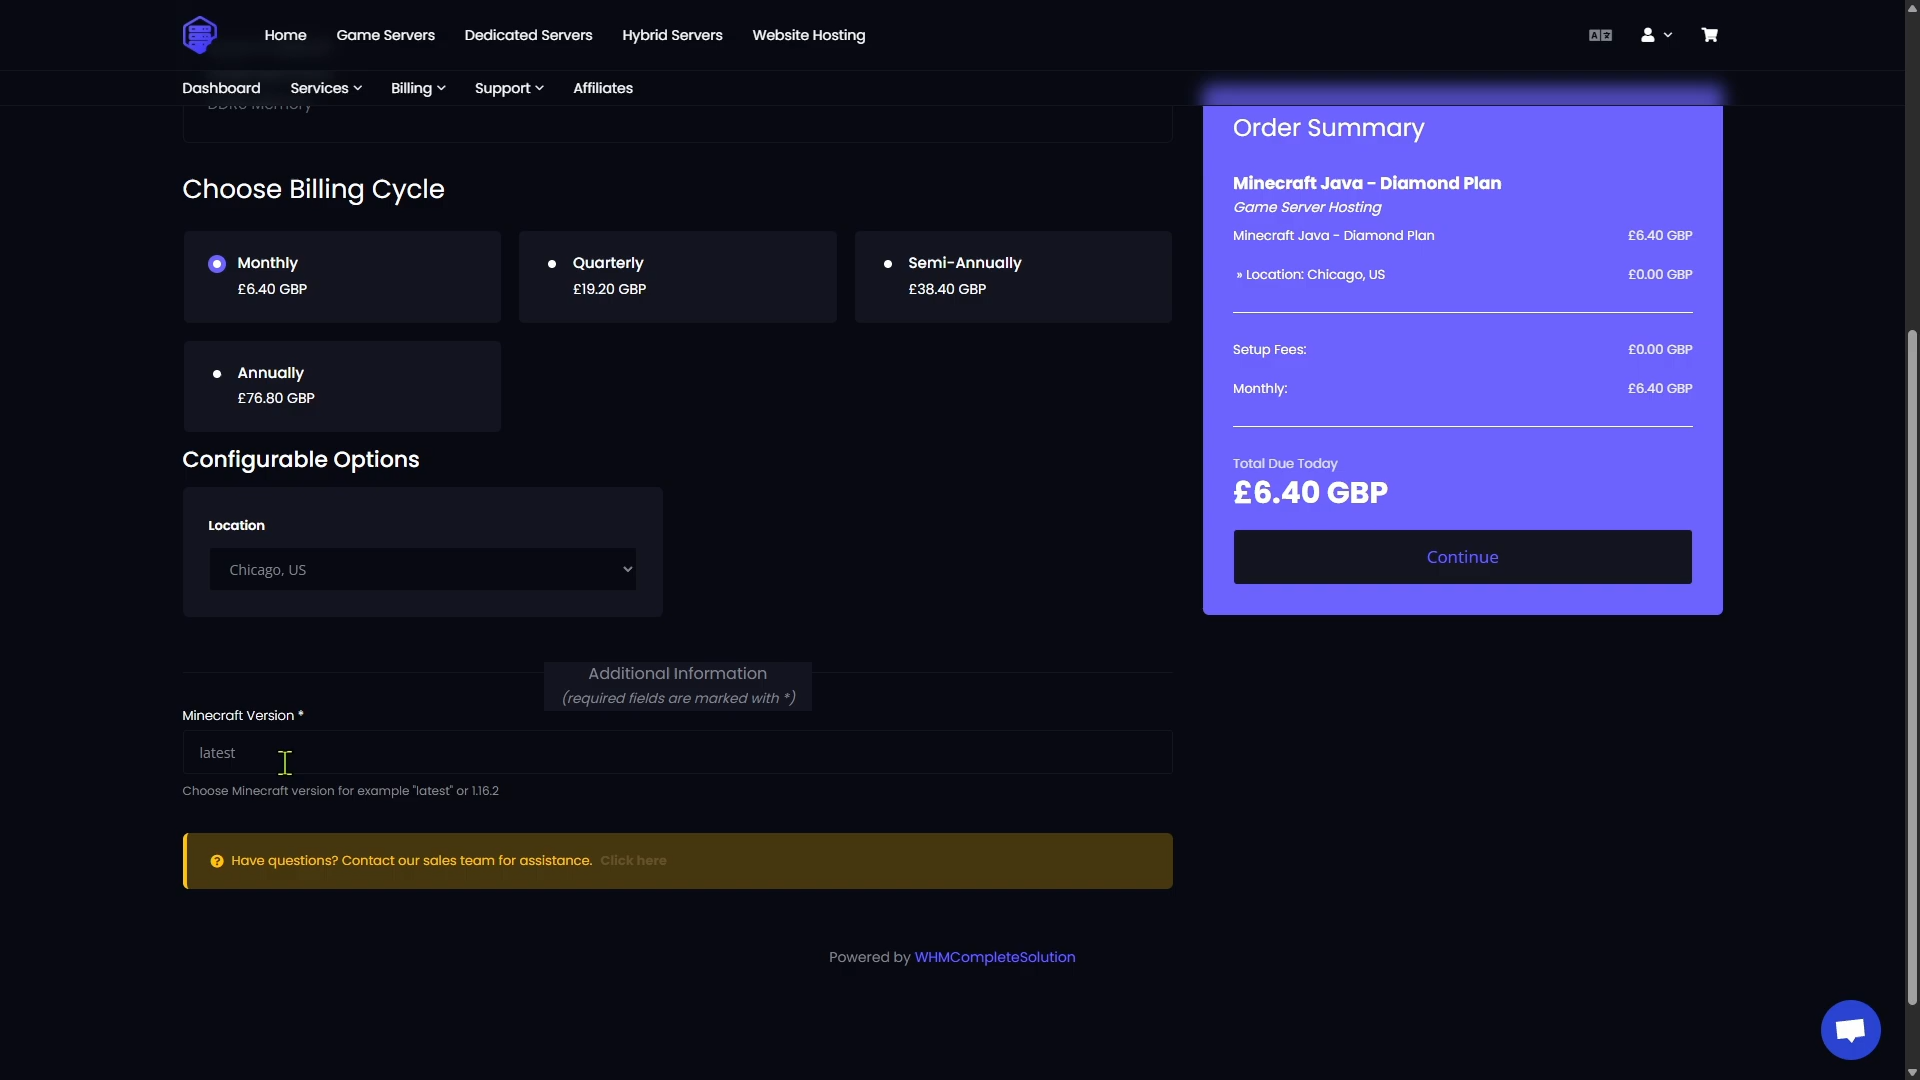 Home
Game Servers
Dedicated Servers
Hybrid Servers
Website Hosting
Dashboard
Services
Billing
Support
Affiliates
DDR5 Memory
Choose Billing Cycle
Monthly
£6.40 GBP
Quarterly
£19.20 GBP
Semi-Annually
£38.40 GBP
Annually
£76.80 GBP
Configurable Options
Location
Chicago, US
Additional Information
(required fields are marked with *)
Minecraft Version *
latest
Choose Minecraft version for example "latest" or 1.16.2
Have questions? Contact our sales team for assistance. Click here
Order Summary
Minecraft Java - Diamond Plan
Game Server Hosting
Minecraft Java - Diamond Plan £6.40 GBP
» Location: Chicago, US £0.00 GBP
Setup Fees: £0.00 GBP
Monthly: £6.40 GBP
Total Due Today
£6.40 GBP
Continue
Powered by WHMCompleteSolution